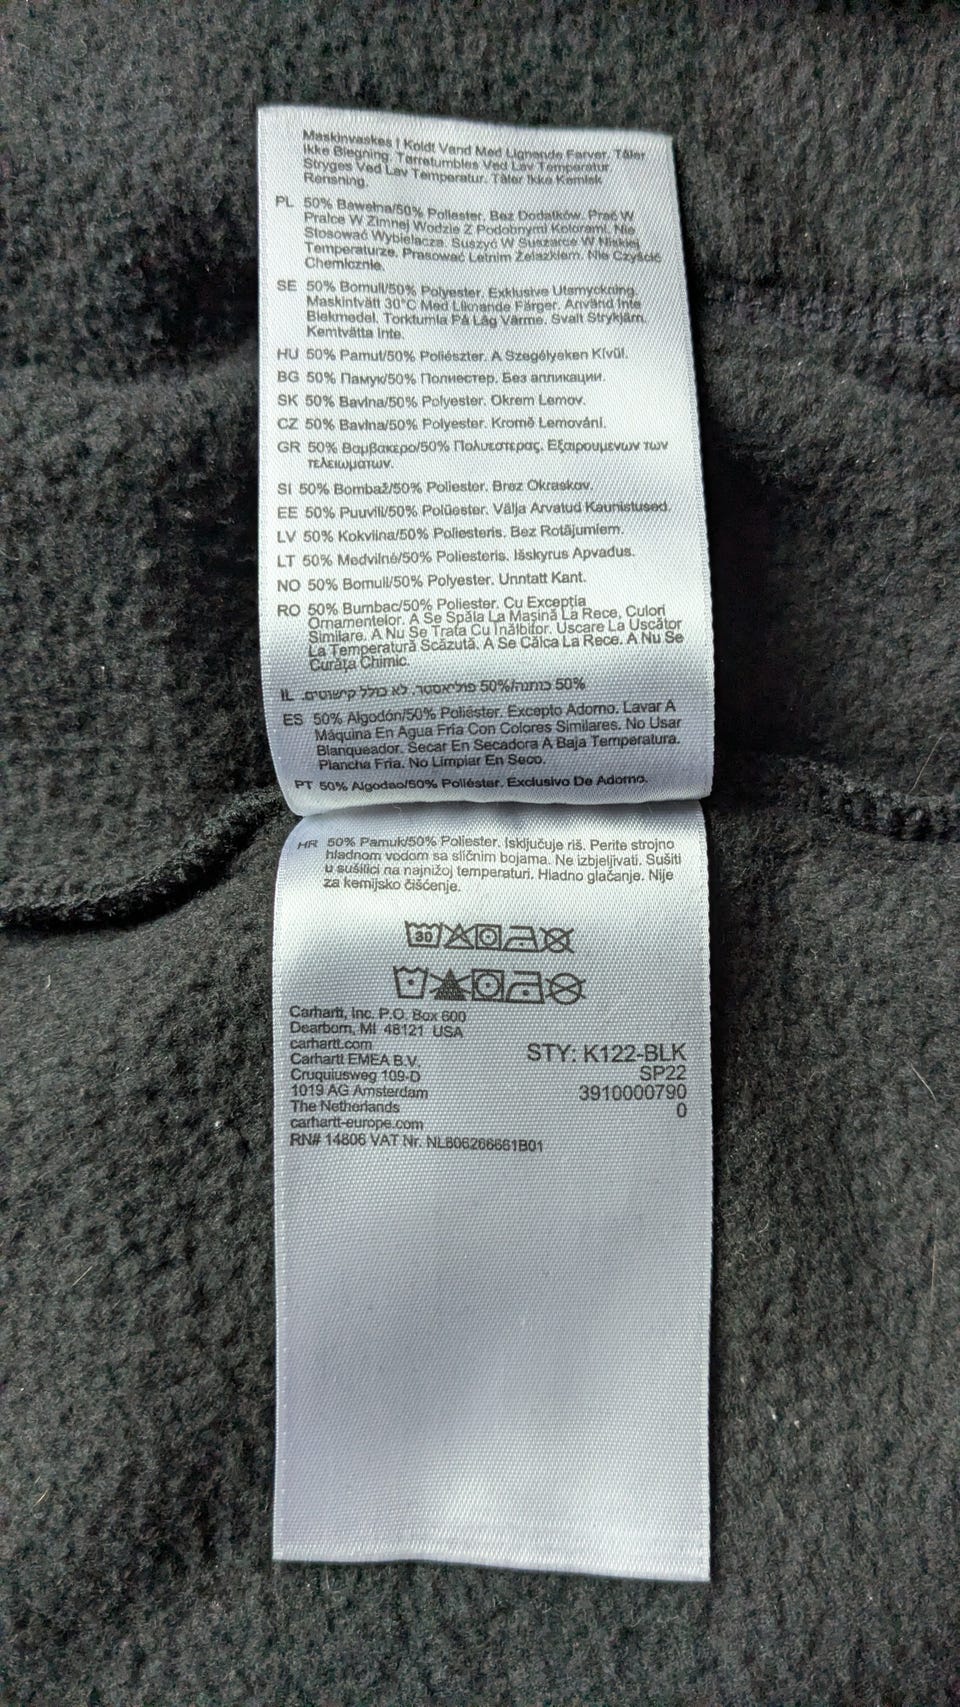 Maskinvaskes I Koldt Vand Med Lignende Farver. Tåler
Ikke Blegning. Tørretumbles Ved Lav Temperatur
Stryges Ved Lav Temperatur. Tåler Ikke Kemisk
Rensning.
PL 50% Bawełna/50% Poliester. Bez Dodatków. Prać W
Pralce W Zimnej Wodzie Z Podobnymi Kolorami. Nie
Stosować Wybielacza. Suszyć W Suszarce W Niskiej
Temperaturze. Prasować Letnim Żelazkiem. Nie Czyścić
Chemicznie.
SE 50% Bomull/50% Polyester. Exklusive Utsmyckning.
Maskintvätt 30°C Med Liknande Färger. Använd Inte
Blekmedel. Torktumla På Låg Värme. Svalt Strykjärn.
Kemtvätta Inte.
HU 50% Pamut/50% Poliészter. A Szegélyeken Kívül.
BG 50% Памук/50% Полиестер. Без апликации.
SK 50% Bavlna/50% Polyester. Okrem Lemov.
CZ 50% Bavlna/50% Polyester. Kromě Lemování.
GR 50% Βαμβακερο/50% Πολυεστερας. Εξαιρουμενων των
τελειωματων.
SI 50% Bombaž/50% Poliester. Brez Okraskov.
EE 50% Puuvill/50% Polüester. Välja Arvatud Kaunistused.
LV 50% Kokvilna/50% Poliesteris. Bez Rotājumiem.
LT 50% Medvilnė/50% Poliesteris. Išskyrus Apvadus.
NO 50% Bomull/50% Polyester. Unntatt Kant.
RO 50% Bumbac/50% Poliester. Cu Excepţia
Ornamentelor. A Se Spăla La Maşină La Rece, Culori
Similare. A Nu Se Trata Cu Înălbitor. Uscare La Uscător
La Temperatură Scăzută. A Se Călca La Rece. A Nu Se
Curăţa Chimic.
IL 50% כותנה/50% פוליאסטר. לא כולל קישוטים.
ES 50% Algodón/50% Poliéster. Excepto Adorno. Lavar A
Máquina En Agua Fría Con Colores Similares. No Usar
Blanqueador. Secar En Secadora A Baja Temperatura.
Plancha Fria. No Limpiar En Seco.
PT 50% Algodao/50% Poliéster. Exclusivo De Adorno.
HR 50% Pamuk/50% Poliester. Isključuje riš. Perite strojno
hladnom vodom sa sličnim bojama. Ne izbjeljivati. Sušiti
u sušilici na najnižoj temperaturi. Hladno glačanje. Nije
za kemijsko čišćenje.
30
Carhartt, Inc. P.O. Box 600
Dearborn, MI 48121 USA
carhartt.com
Carhartt EMEA B.V.
Cruquiusweg 109-D
1019 AG Amsterdam
The Netherlands
carhartt-europe.com
RN# 14806 VAT Nr. NL806266661B01
STY: K122-BLK
SP22
3910000790
0